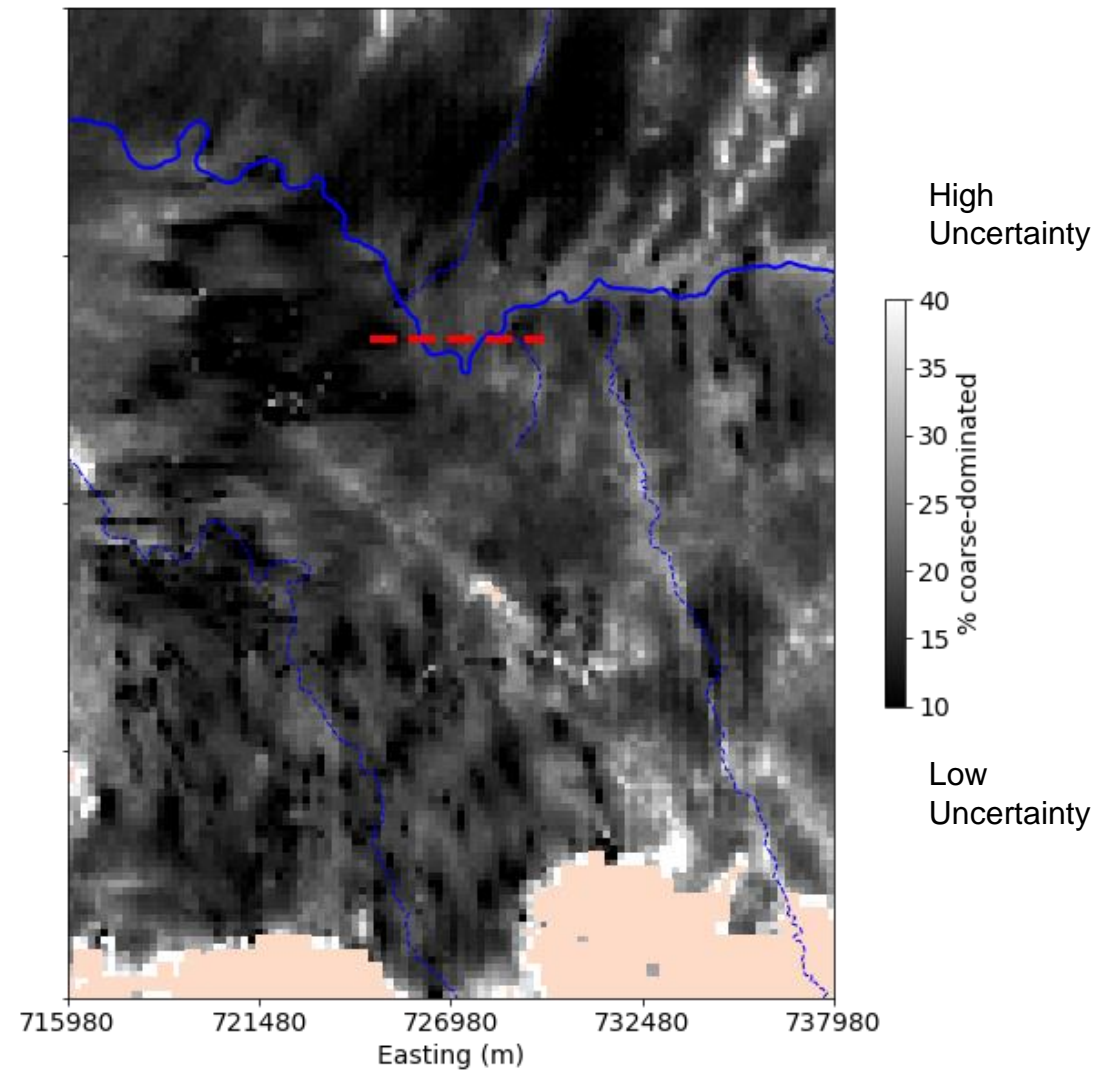 High
Uncertainty
40
35
30
25
20
15
10
% coarse-dominated
Low
Uncertainty
715980 721480 726980 732480 737980
Easting (m)